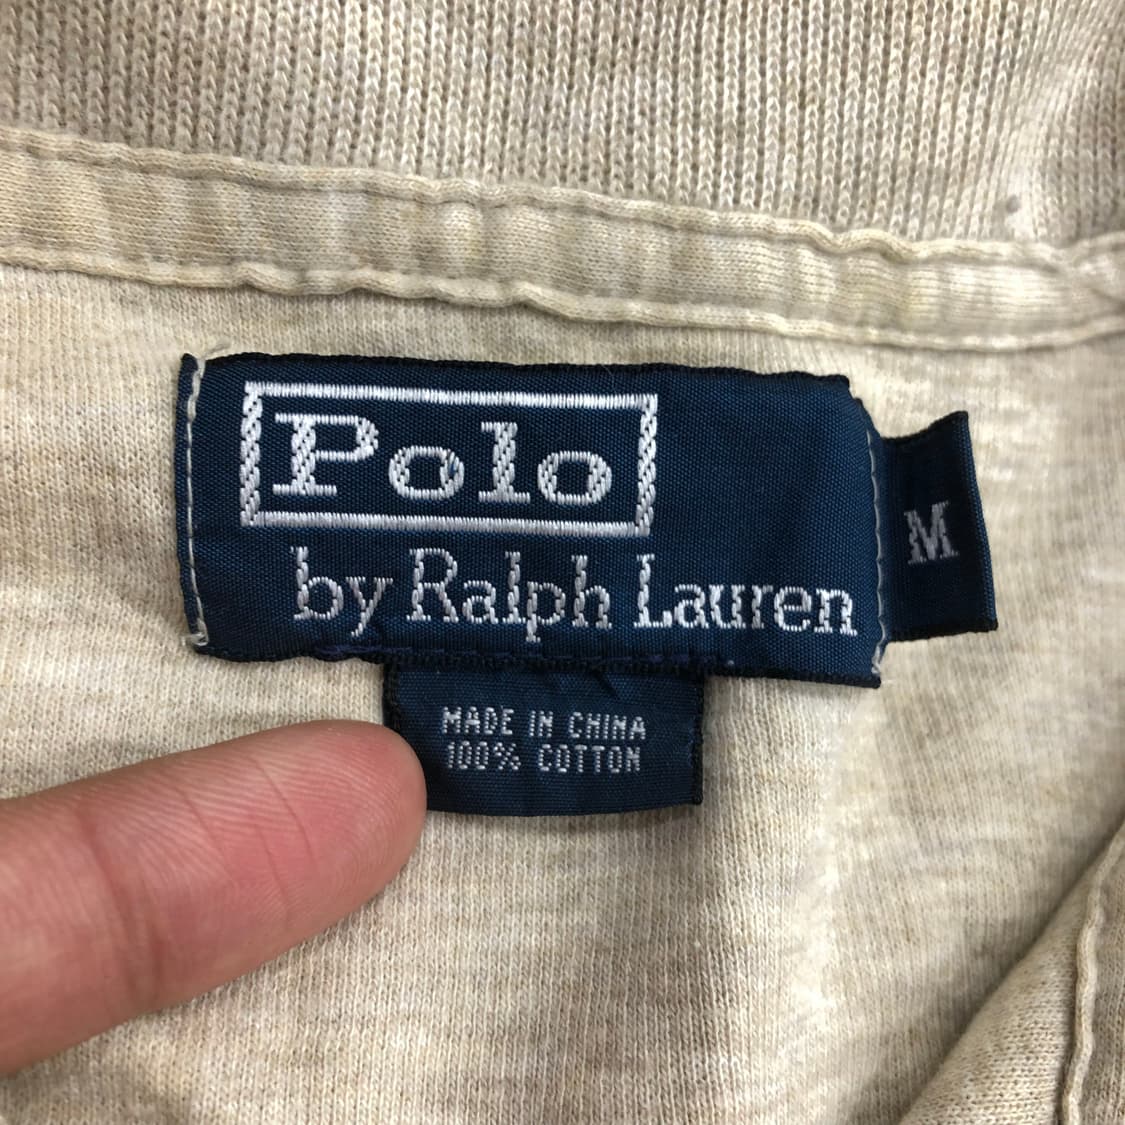 Polo
by Ralph Lauren
M
MADE IN CHINA
100% COTTON